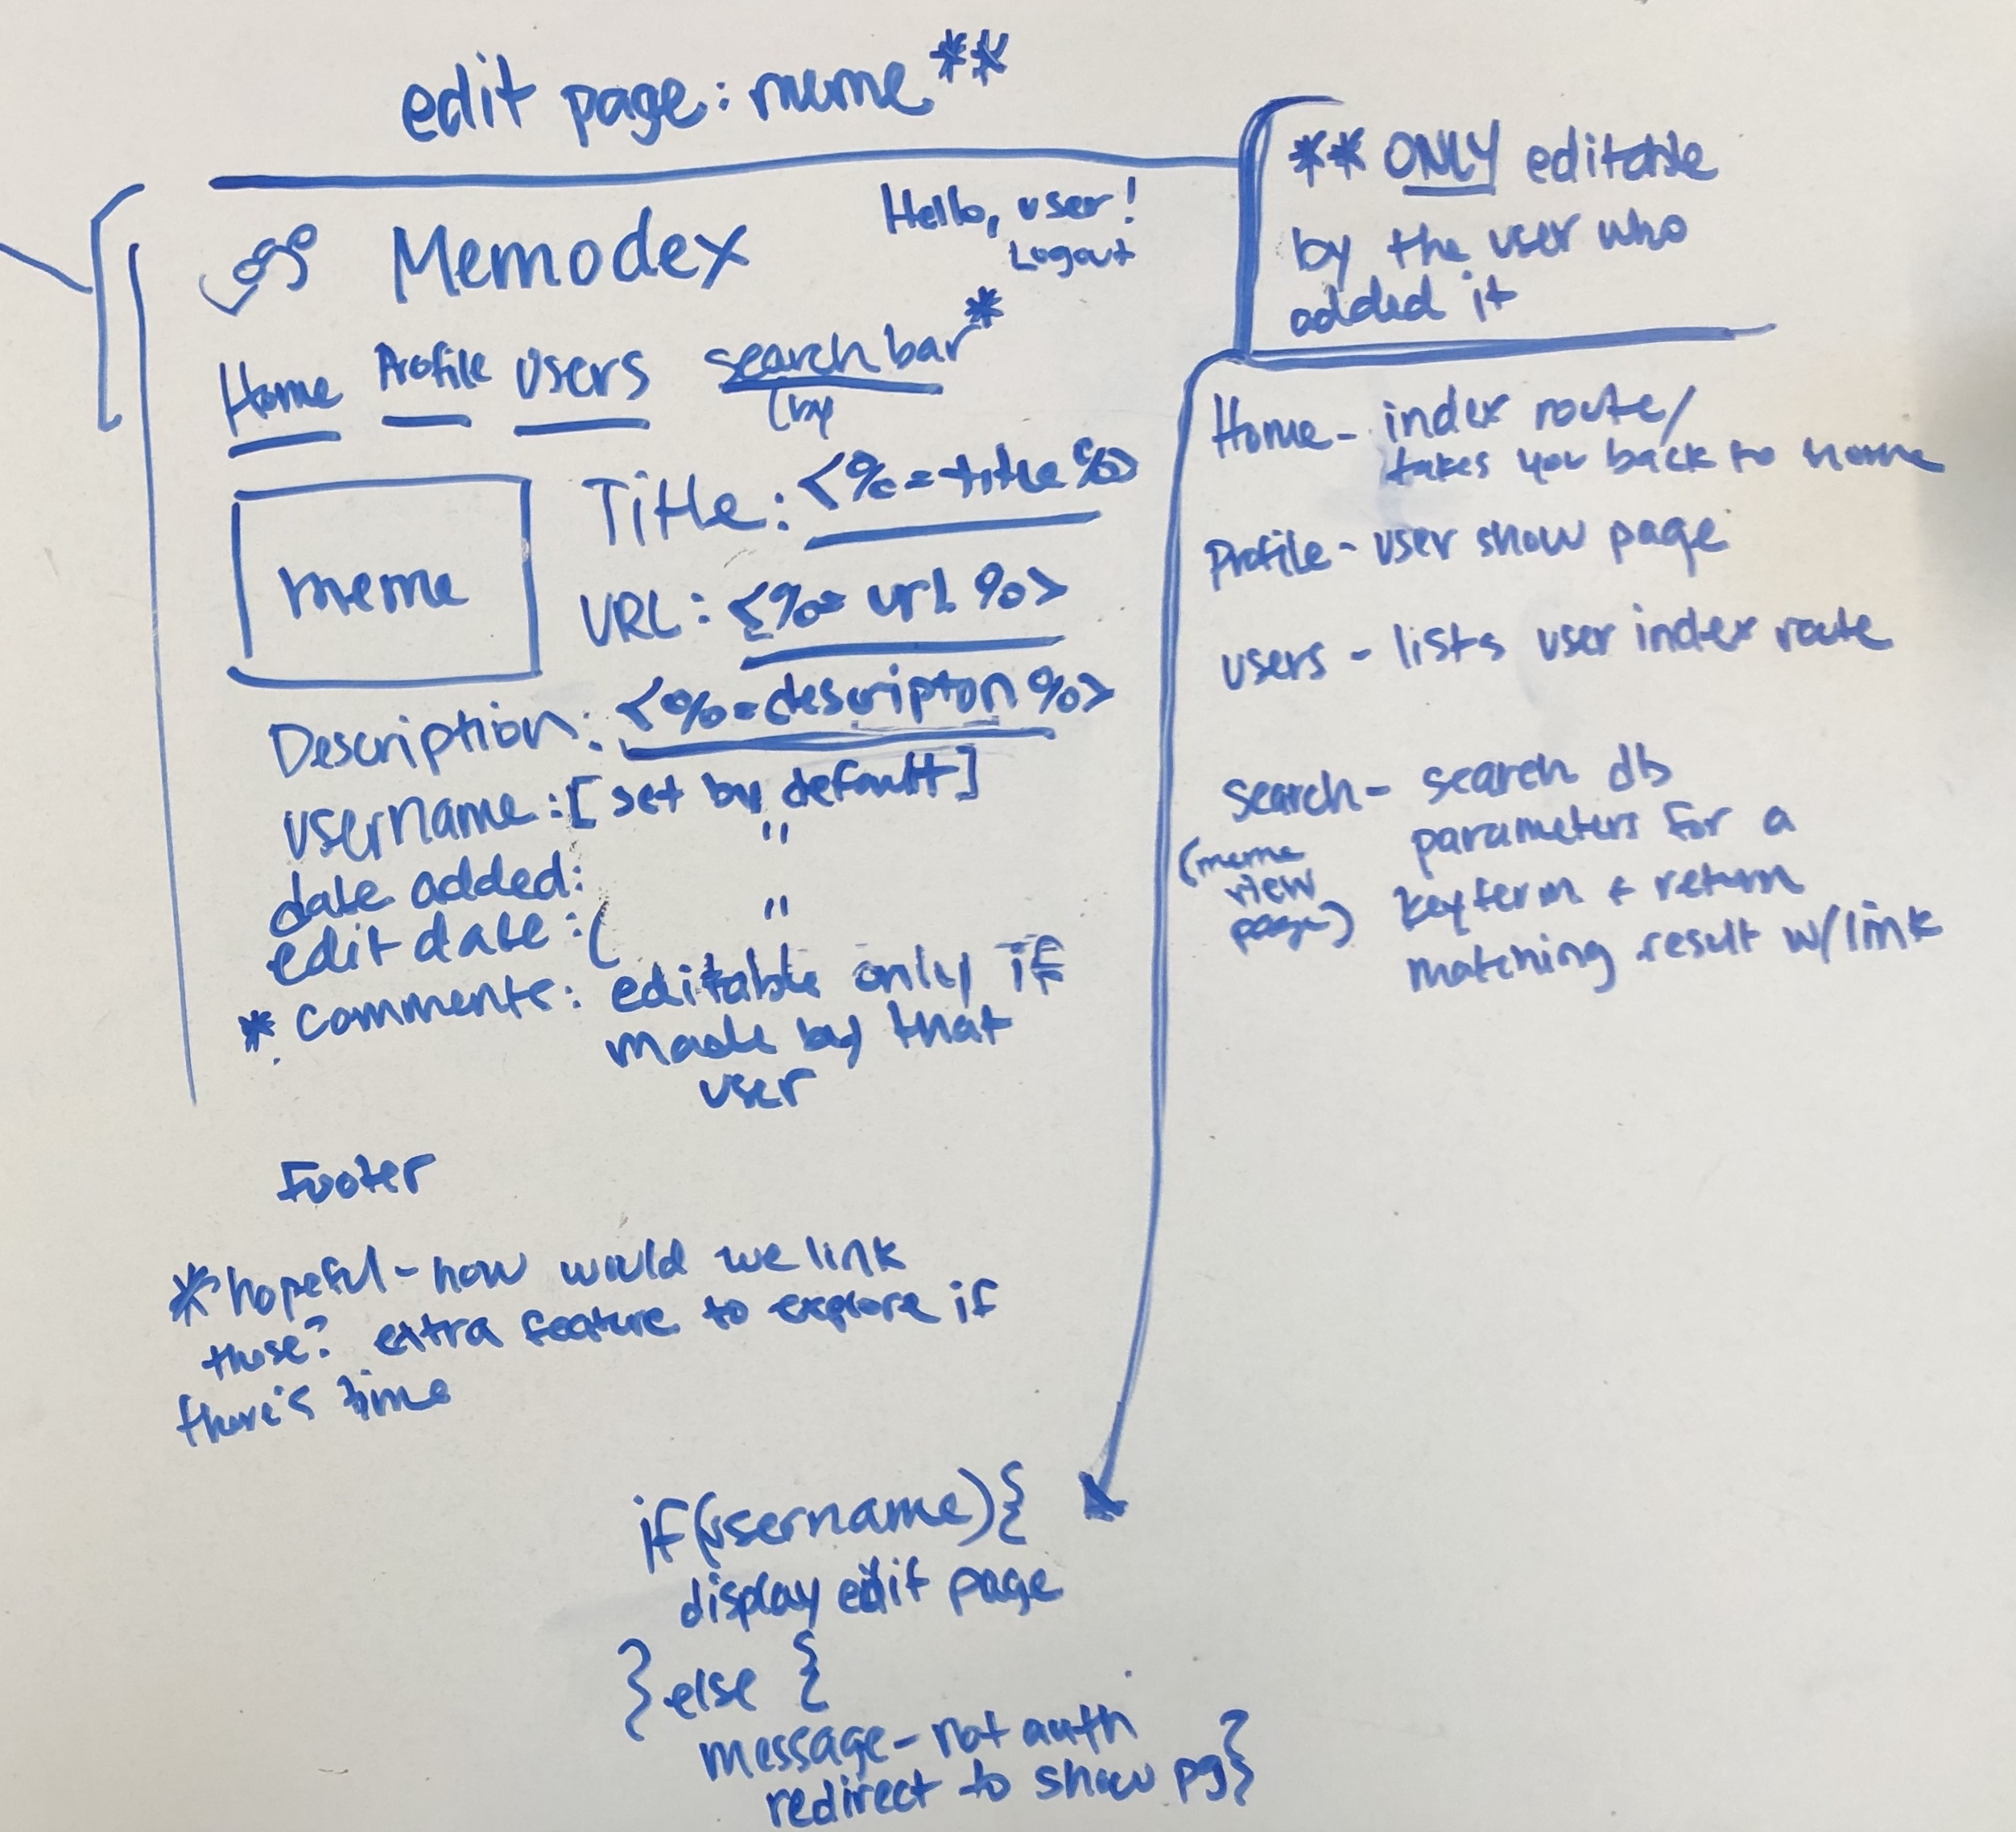 edit page: meme **
** ONLY editable
by the user who
added it
Memodex
Hello, user!
Logout
Home Profile Users search bar*
(by
meme
Title: <%= title %>
URL: <%= url %>
Description: <%= descripton %>
username: [set by default]
date added: "
edit date: ( "
* Comments: editable only if
made by that
user
Footer
* hopeful - how would we link
those? extra feature to explore if
there's time
Home - index route/
takes you back to home
Profile - user show page
users - lists user index route
search - search db
(meme view page)
parameters for a
key term + return
matching result w/link
if(username){
display edit page
} else {
message - not auth
redirect to show pg}